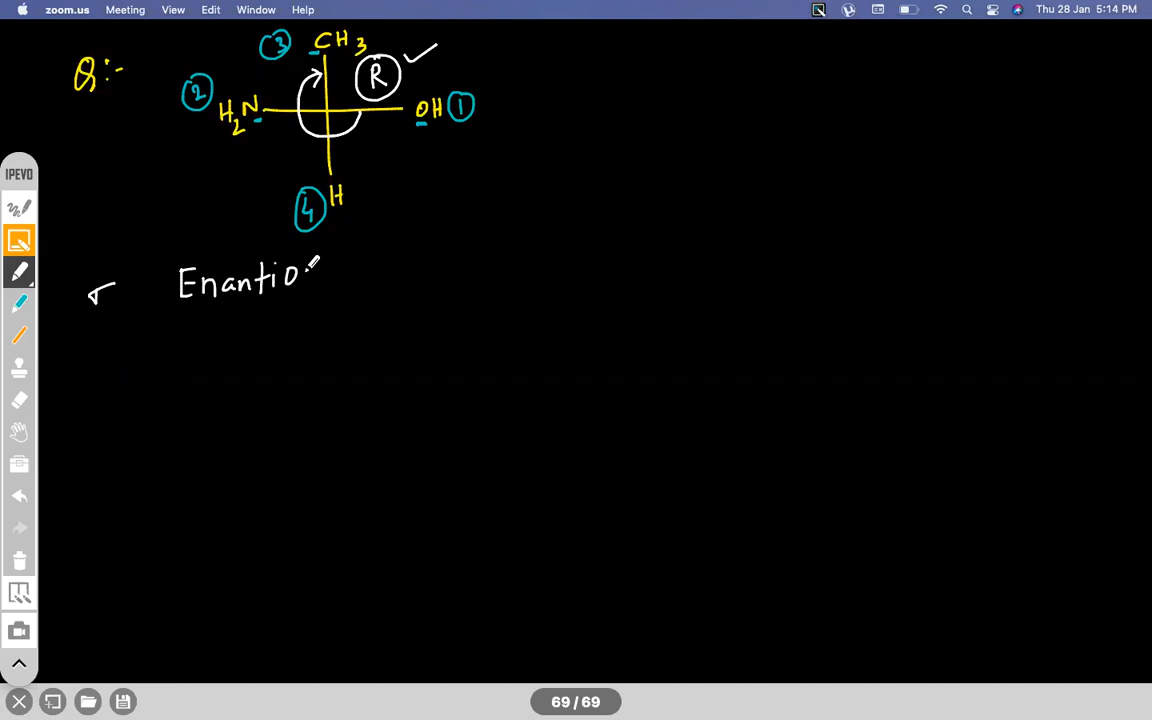 zoom.us Meeting View Edit Window Help Thu 28 Jan 5:14 PM
Q:-
③ CH3
R ✓
② H2N OH ①
④ H
IPEVO
Enantio
69 / 69